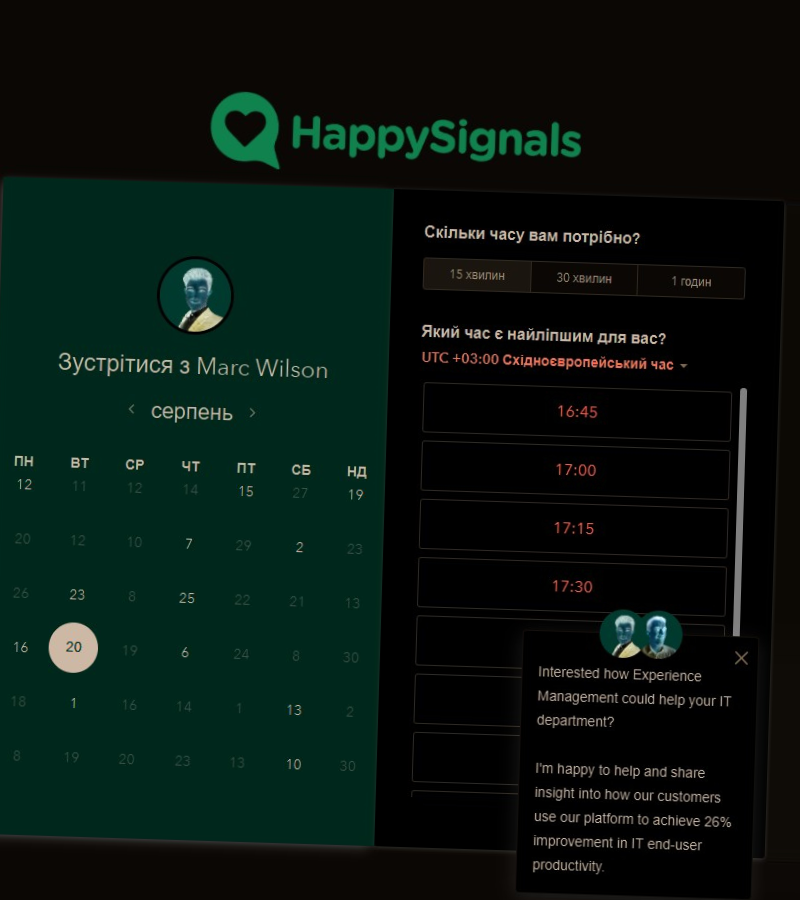 HappySignals
Зустрітися з Marc Wilson
серпень
ПН ВТ СР ЧТ ПТ СБ НД
12 11 12 14 15 27 19
20 12 10 7 29 2 23
26 23 8 25 22 21 13
16 20 19 6 24 8 30
18 1 16 14 1 13 2
8 19 20 23 13 10 30
Скільки часу вам потрібно?
15 хвилин 30 хвилин 1 годин
Який час є найліпшим для вас?
UTC +03:00 Східноєвропейський час
16:45
17:00
17:15
17:30
Interested how Experience
Management could help your IT
department?
I'm happy to help and share
insight into how our customers
use our platform to achieve 26%
improvement in IT end-user
productivity.